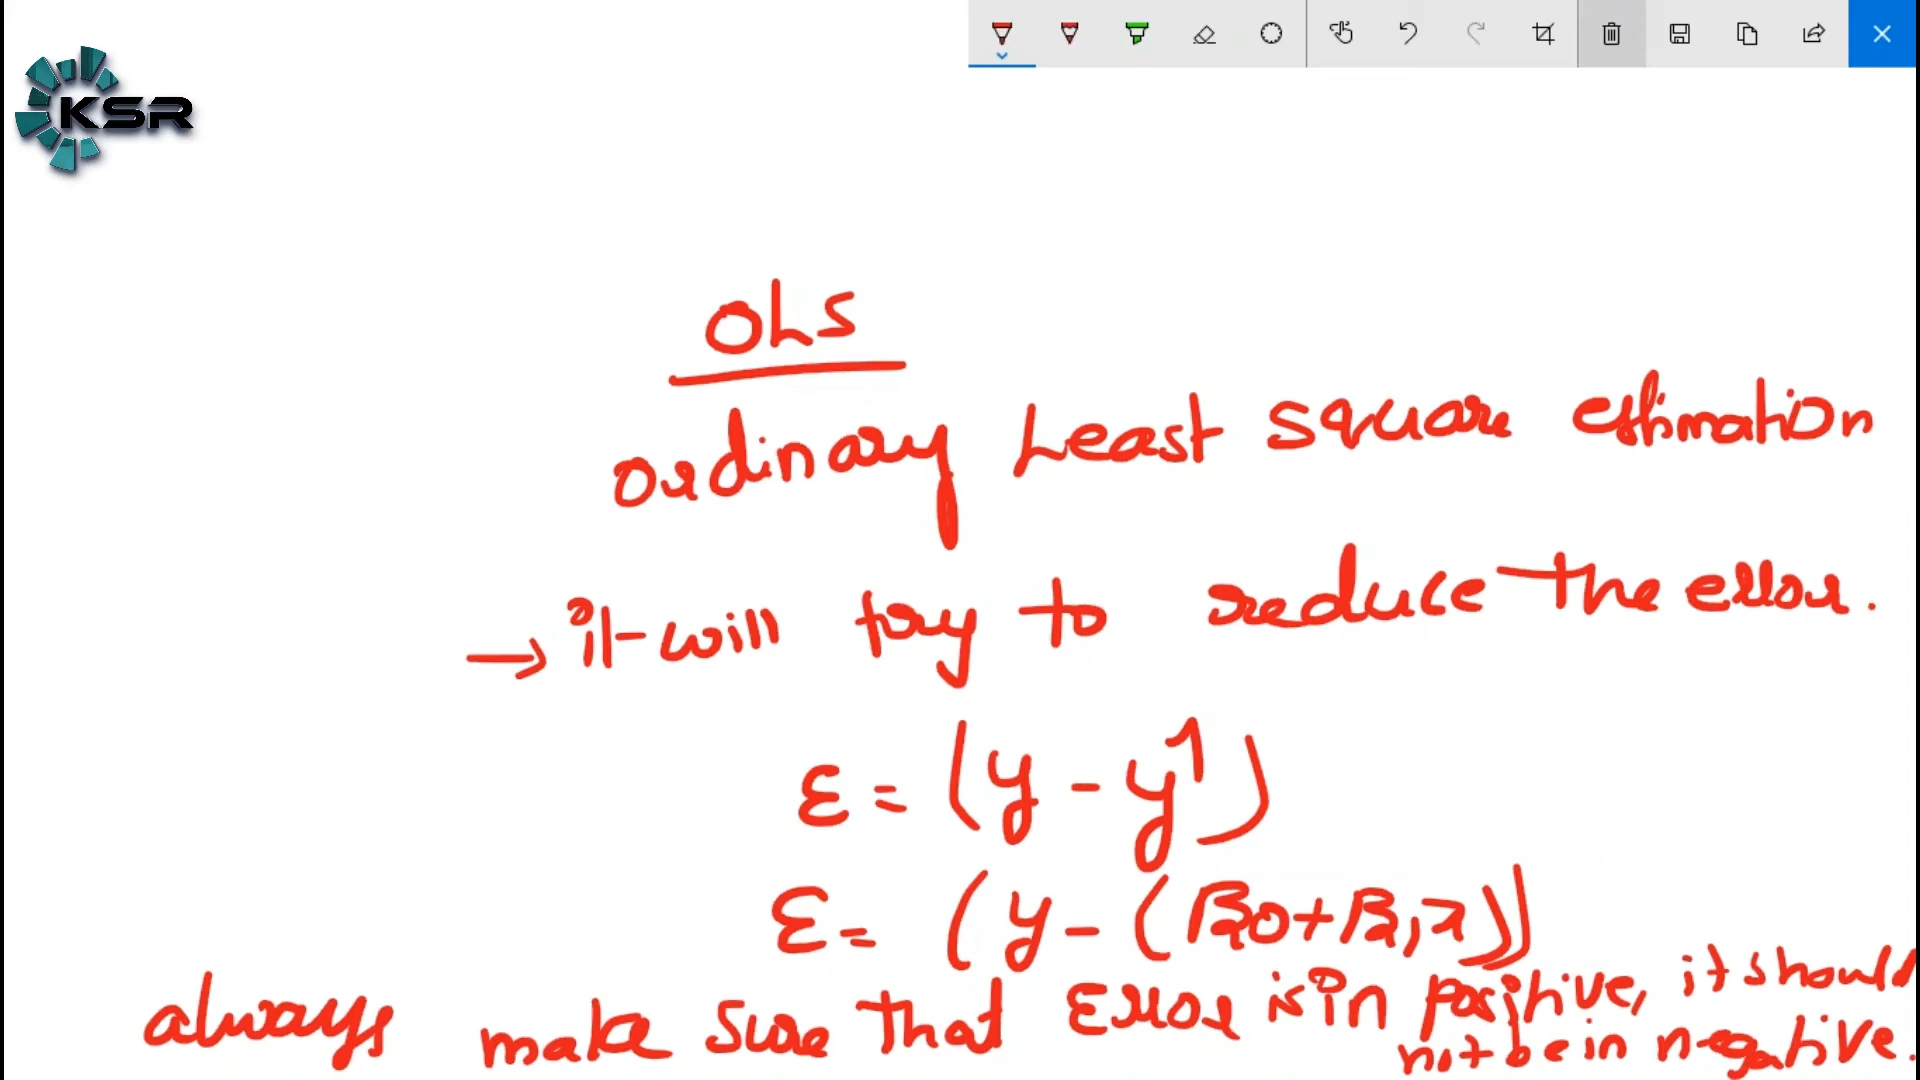 KSR
OLS
ordinary Least square estimation
→ it will try to reduce the error.
ε = (y - y^)
ε = (y - (β0+β1x))
always make sure that Error is in positive, it should
not be in negative.